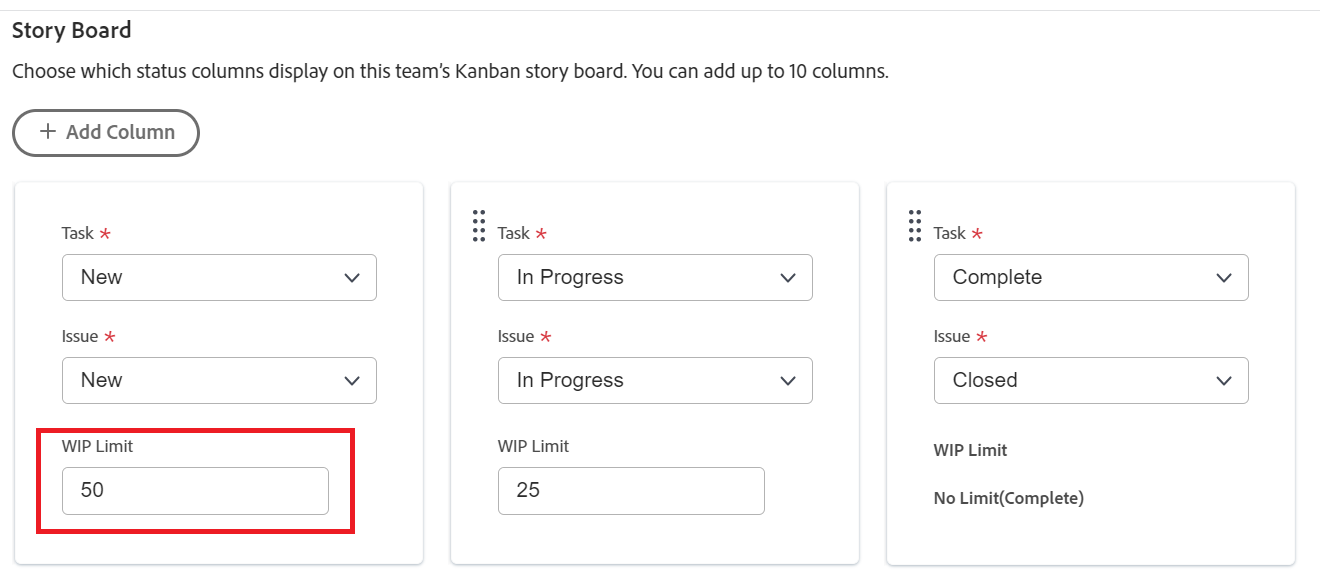 Story Board
Choose which status columns display on this team's Kanban story board. You can add up to 10 columns.
+ Add Column
Task *
New
Issue *
New
WIP Limit
50
Task *
In Progress
Issue *
In Progress
WIP Limit
25
Task *
Complete
Issue *
Closed
WIP Limit
No Limit(Complete)